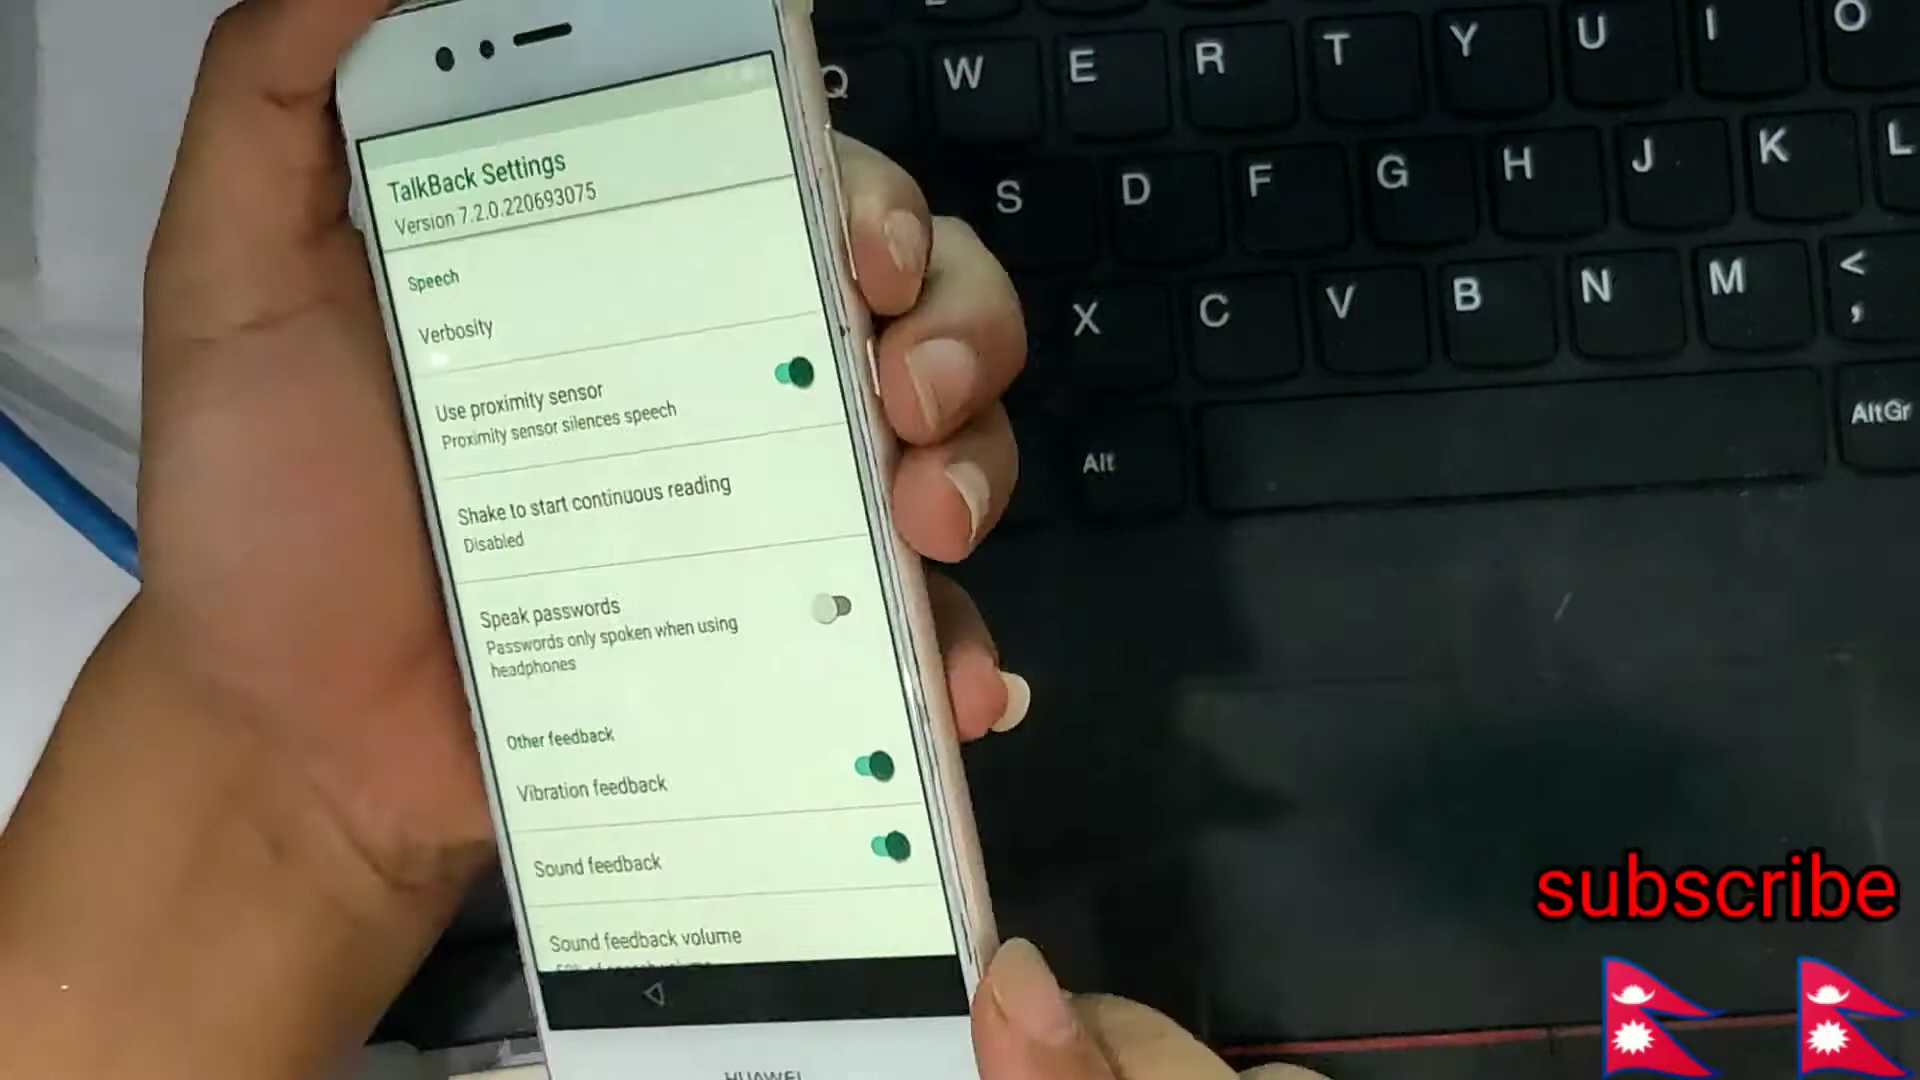 TalkBack Settings
Version 7.2.0.220693075
Speech
Verbosity
Use proximity sensor
Proximity sensor silences speech
Shake to start continuous reading
Disabled
Speak passwords
Passwords only spoken when using
headphones
Other feedback
Vibration feedback
Sound feedback
Sound feedback volume
HUAWEI
Q W E R T Y U I O
S D F G H J K L
X C V B N M < ,
Alt AltGr
subscribe